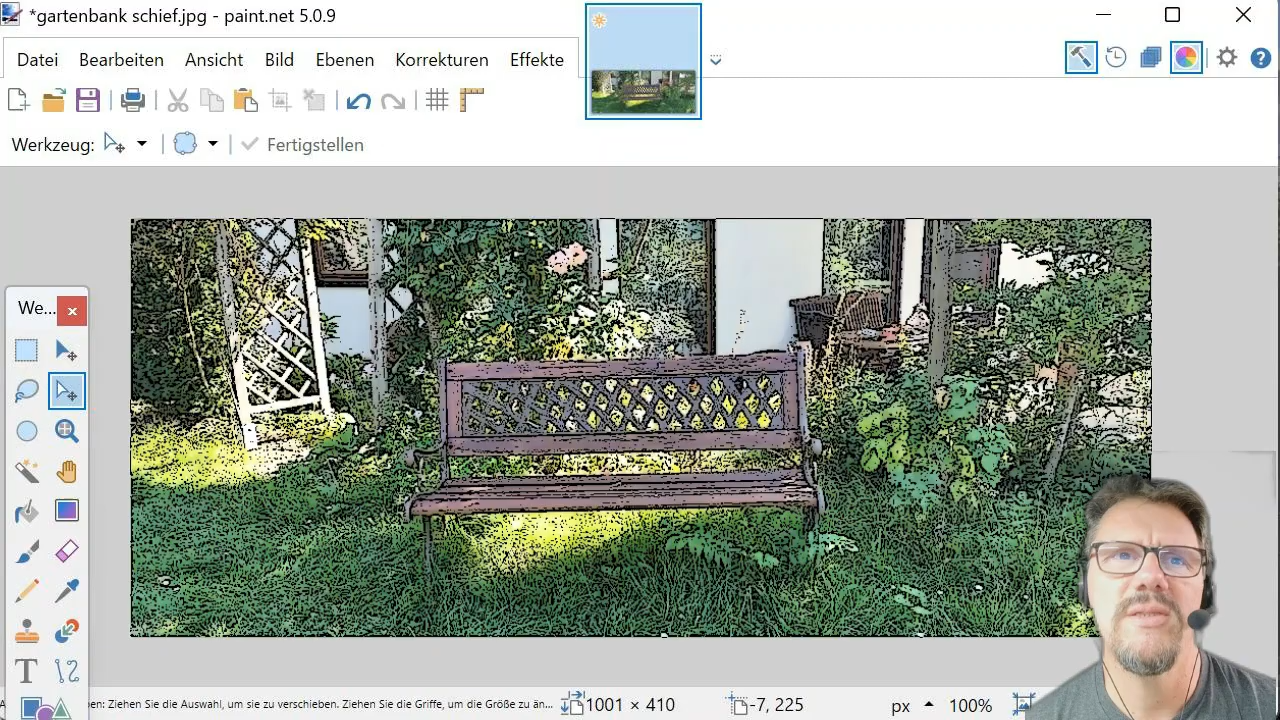 *gartenbank schief.jpg - paint.net 5.0.9
Datei Bearbeiten Ansicht Bild Ebenen Korrekturen Effekte
Werkzeug: Fertigstellen
We...
T
ben: Ziehen Sie die Auswahl, um sie zu verschieben. Ziehen Sie die Griffe, um die Größe zu än... 1001 × 410 -7, 225 px 100%